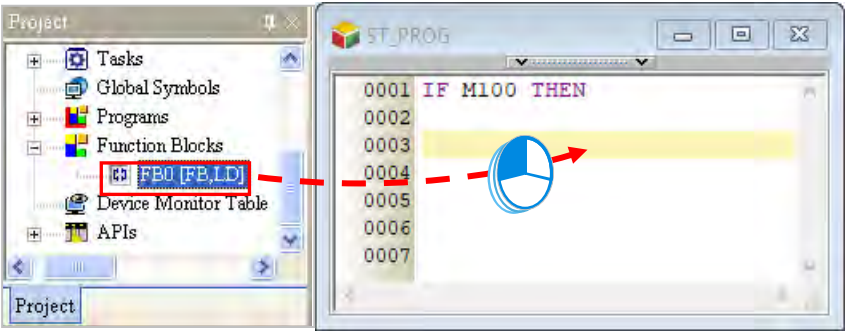 Project
Tasks
Global Symbols
Programs
Function Blocks
FB0 [FB,LD]
Device Monitor Table
APIs
Project
ST_PROG
0001 IF M100 THEN
0002
0003
0004
0005
0006
0007